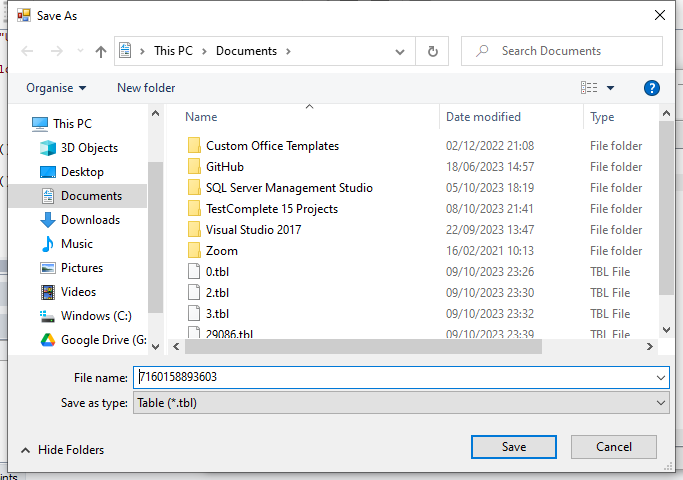 Save As
This PC
Documents
Search Documents
Organise
New folder
Name
Date modified
Type
This PC
3D Objects
Desktop
Documents
Downloads
Music
Pictures
Videos
Windows (C:)
Google Drive (G:
Custom Office Templates 02/12/2022 21:08 File folder
GitHub 18/06/2023 14:57 File folder
SQL Server Management Studio 05/10/2023 18:19 File folder
TestComplete 15 Projects 08/10/2023 21:41 File folder
Visual Studio 2017 22/09/2023 13:47 File folder
Zoom 16/02/2021 10:13 File folder
0.tbl 09/10/2023 23:26 TBL File
2.tbl 09/10/2023 23:30 TBL File
3.tbl 09/10/2023 23:32 TBL File
29086.tbl 09/10/2023 23:39 TBL File
File name: 7160158893603
Save as type: Table (*.tbl)
Hide Folders
Save
Cancel